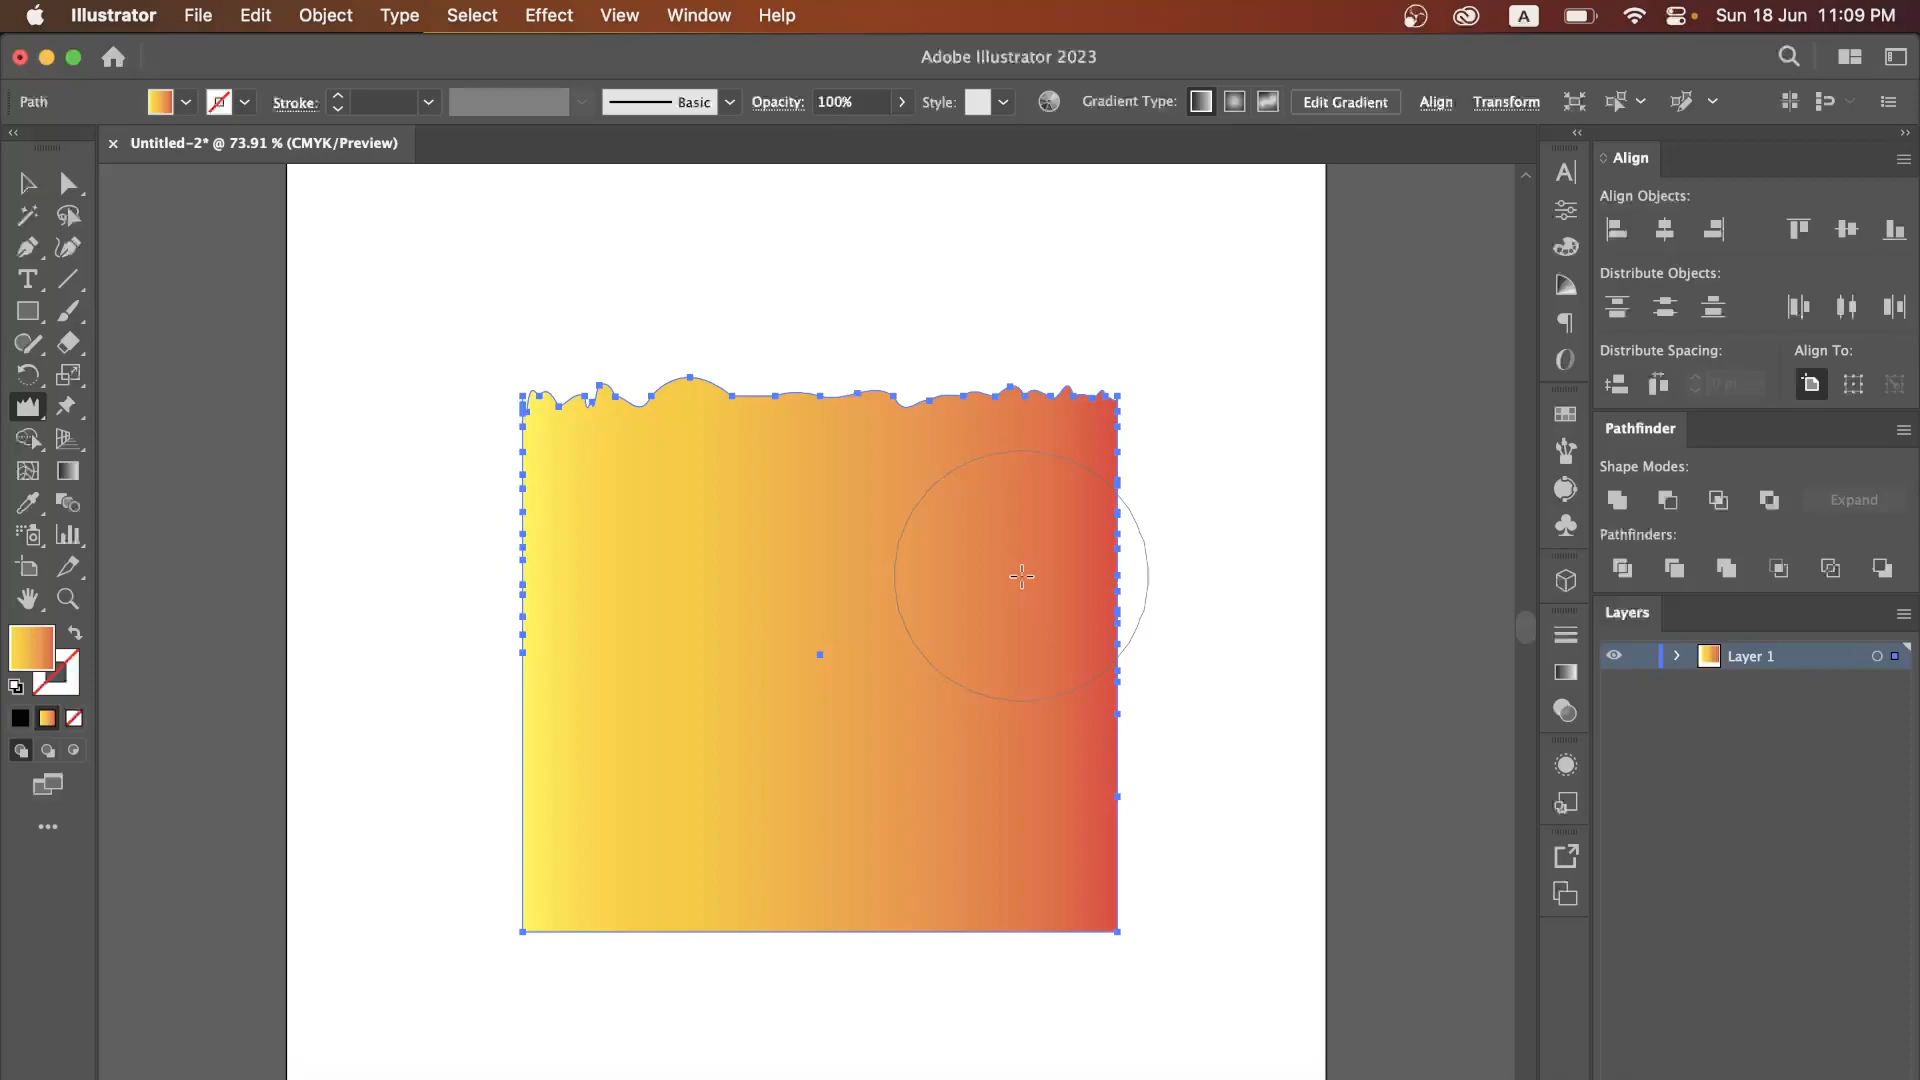 Illustrator File Edit Object Type Select Effect View Window Help A Sun 18 Jun 11:09 PM
Adobe Illustrator 2023
Path Stroke: Basic Opacity: 100% Style: Gradient Type: Edit Gradient Align Transform
Untitled-2* @ 73.91 % (CMYK/Preview)
Align
Align Objects:
Distribute Objects:
Distribute Spacing: Align To:
Pathfinder
Shape Modes:
Expand
Pathfinders:
Layers
Layer 1